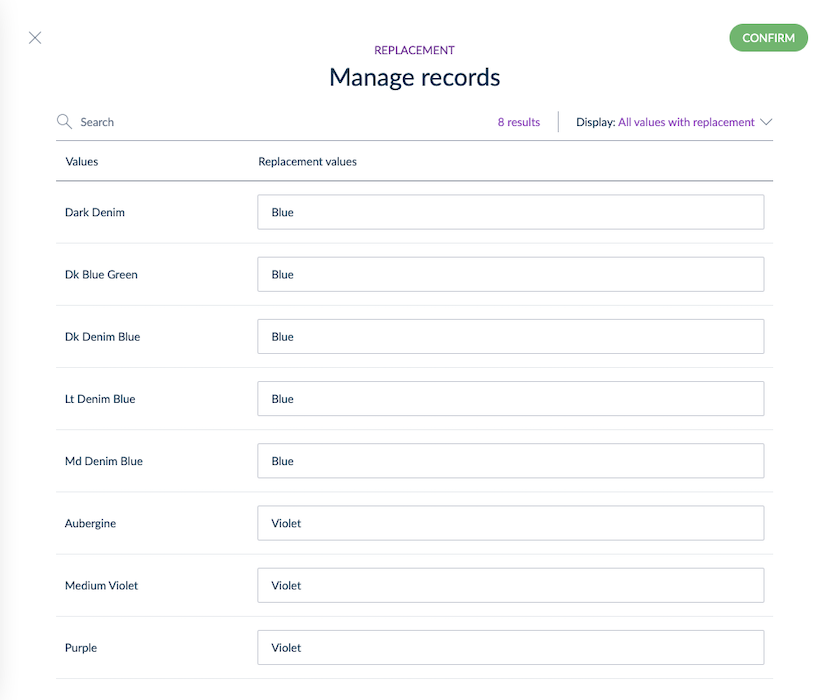 REPLACEMENT
CONFIRM
Manage records
Search 8 results Display: All values with replacement
Values Replacement values
Dark Denim Blue
Dk Blue Green Blue
Dk Denim Blue Blue
Lt Denim Blue Blue
Md Denim Blue Blue
Aubergine Violet
Medium Violet Violet
Purple Violet